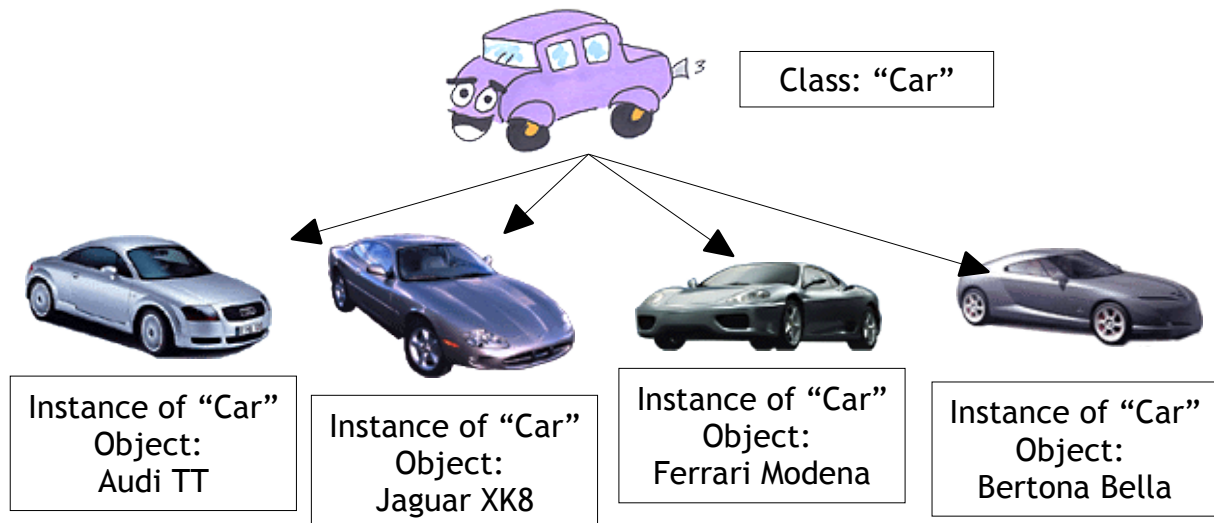 Class: “Car”
3
Instance of “Car”
Object:
Audi TT
Instance of “Car”
Object:
Jaguar XK8
Instance of “Car”
Object:
Ferrari Modena
Instance of “Car”
Object:
Bertona Bella